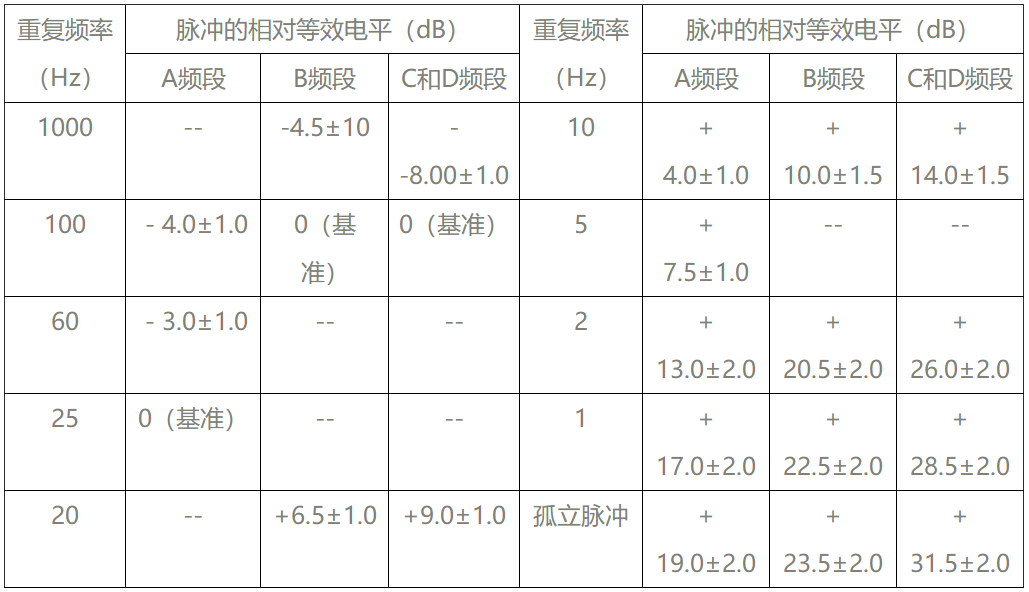 重复频率
（Hz）
脉冲的相对等效电平（dB）
重复频率
（Hz）
脉冲的相对等效电平（dB）
A频段
B频段
C和D频段
A频段
B频段
C和D频段
1000
--
-4.5±10
-
-8.00±1.0
10
+
4.0±1.0
+
10.0±1.5
+
14.0±1.5
100
- 4.0±1.0
0（基
准）
0（基准）
5
+
7.5±1.0
--
--
60
- 3.0±1.0
--
--
2
+
13.0±2.0
+
20.5±2.0
+
26.0±2.0
25
0（基准）
--
--
1
+
17.0±2.0
+
22.5±2.0
+
28.5±2.0
20
--
+6.5±1.0
+9.0±1.0
孤立脉冲
+
19.0±2.0
+
23.5±2.0
+
31.5±2.0